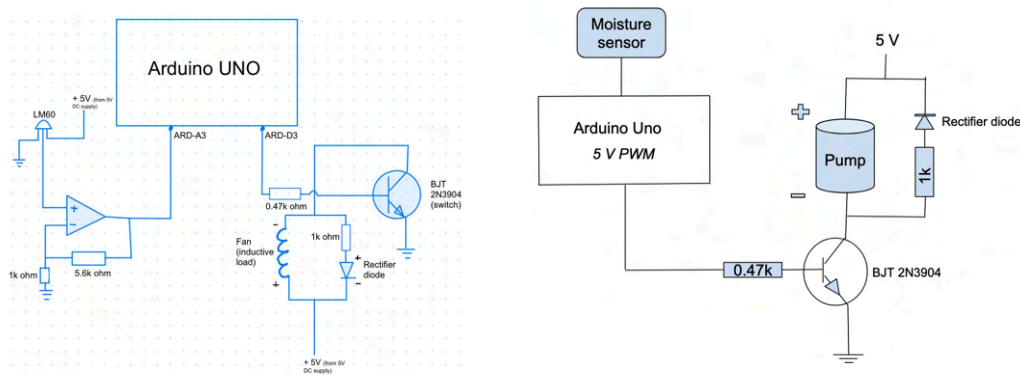 Arduino UNO
+ 5V (from 5V
DC supply)
LM60
ARD-A3
ARD-D3
+
−
0.47k ohm
BJT
2N3904
(switch)
5.6k ohm
1k ohm
Fan
(inductive
load)
−
+
1k ohm
+
−
Rectifier
diode
+ 5V (from 5V
DC supply)
Moisture
sensor
Arduino Uno
5 V PWM
5 V
+
−
Pump
Rectifier diode
1k
0.47k
BJT 2N3904